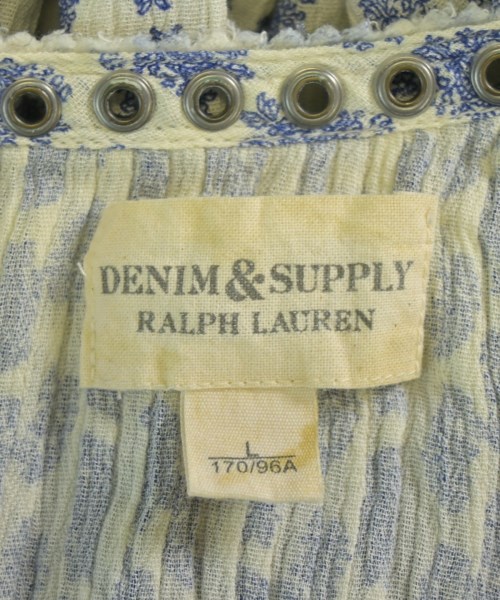 DENIM & SUPPLY
RALPH LAUREN
L
170/96A